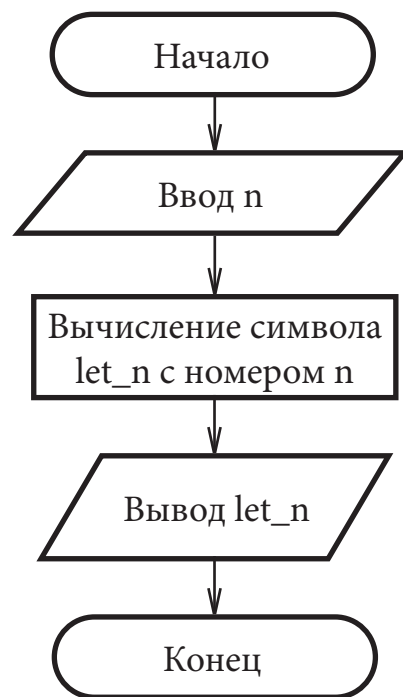 Начало
Ввод n
Вычисление символа
let_n с номером n
Вывод let_n
Конец